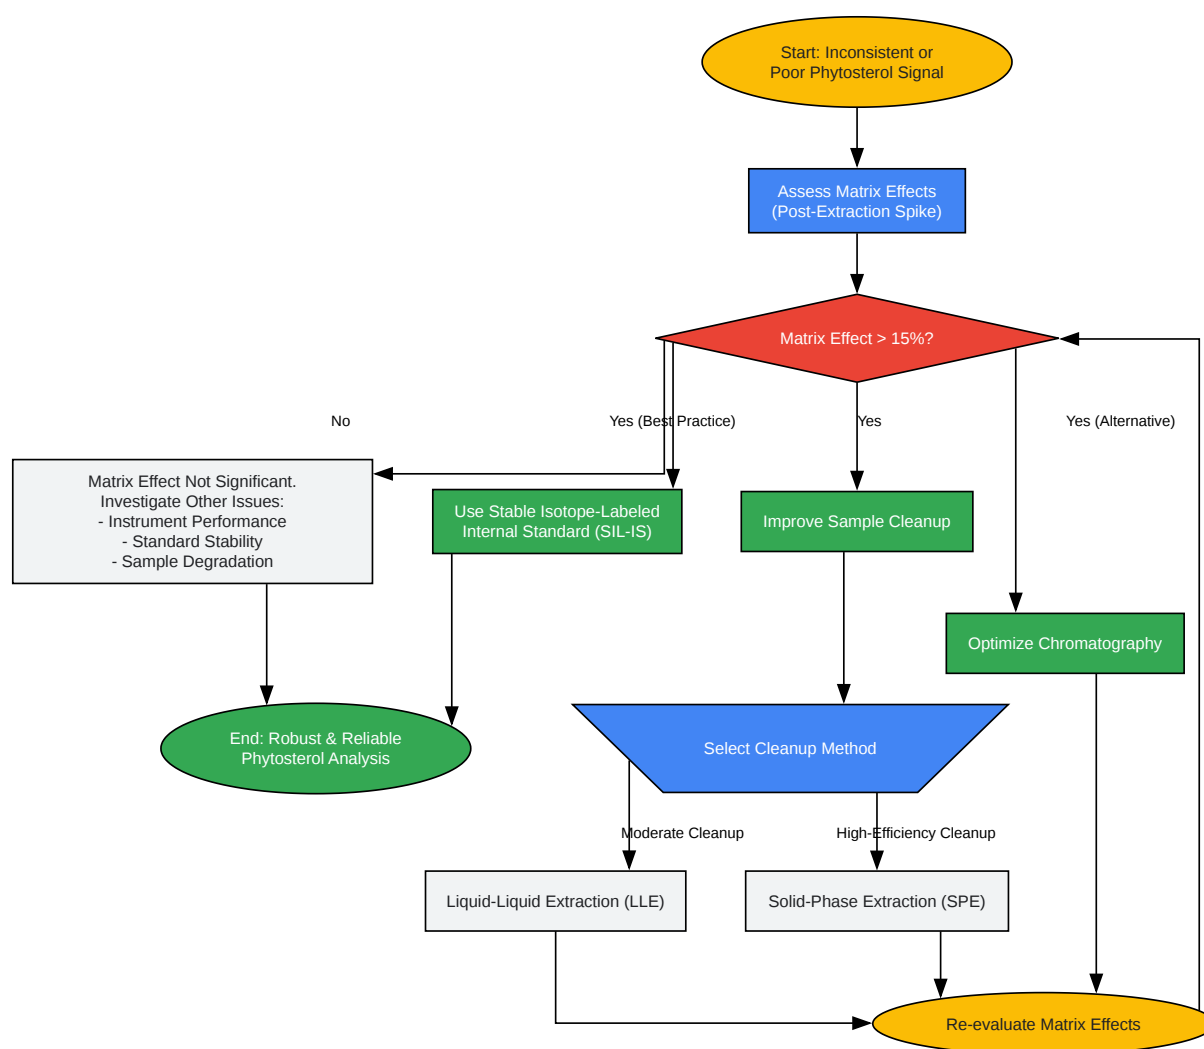 Start: Inconsistent or
Poor Phytosterol Signal
Assess Matrix Effects
(Post-Extraction Spike)
Matrix Effect > 15%?
No
Yes (Best Practice)
Yes
Yes (Alternative)
Matrix Effect Not Significant.
Investigate Other Issues:
- Instrument Performance
- Standard Stability
- Sample Degradation
Use Stable Isotope-Labeled
Internal Standard (SIL-IS)
Improve Sample Cleanup
Optimize Chromatography
End: Robust & Reliable
Phytosterol Analysis
Select Cleanup Method
Moderate Cleanup
High-Efficiency Cleanup
Liquid-Liquid Extraction (LLE)
Solid-Phase Extraction (SPE)
Re-evaluate Matrix Effects